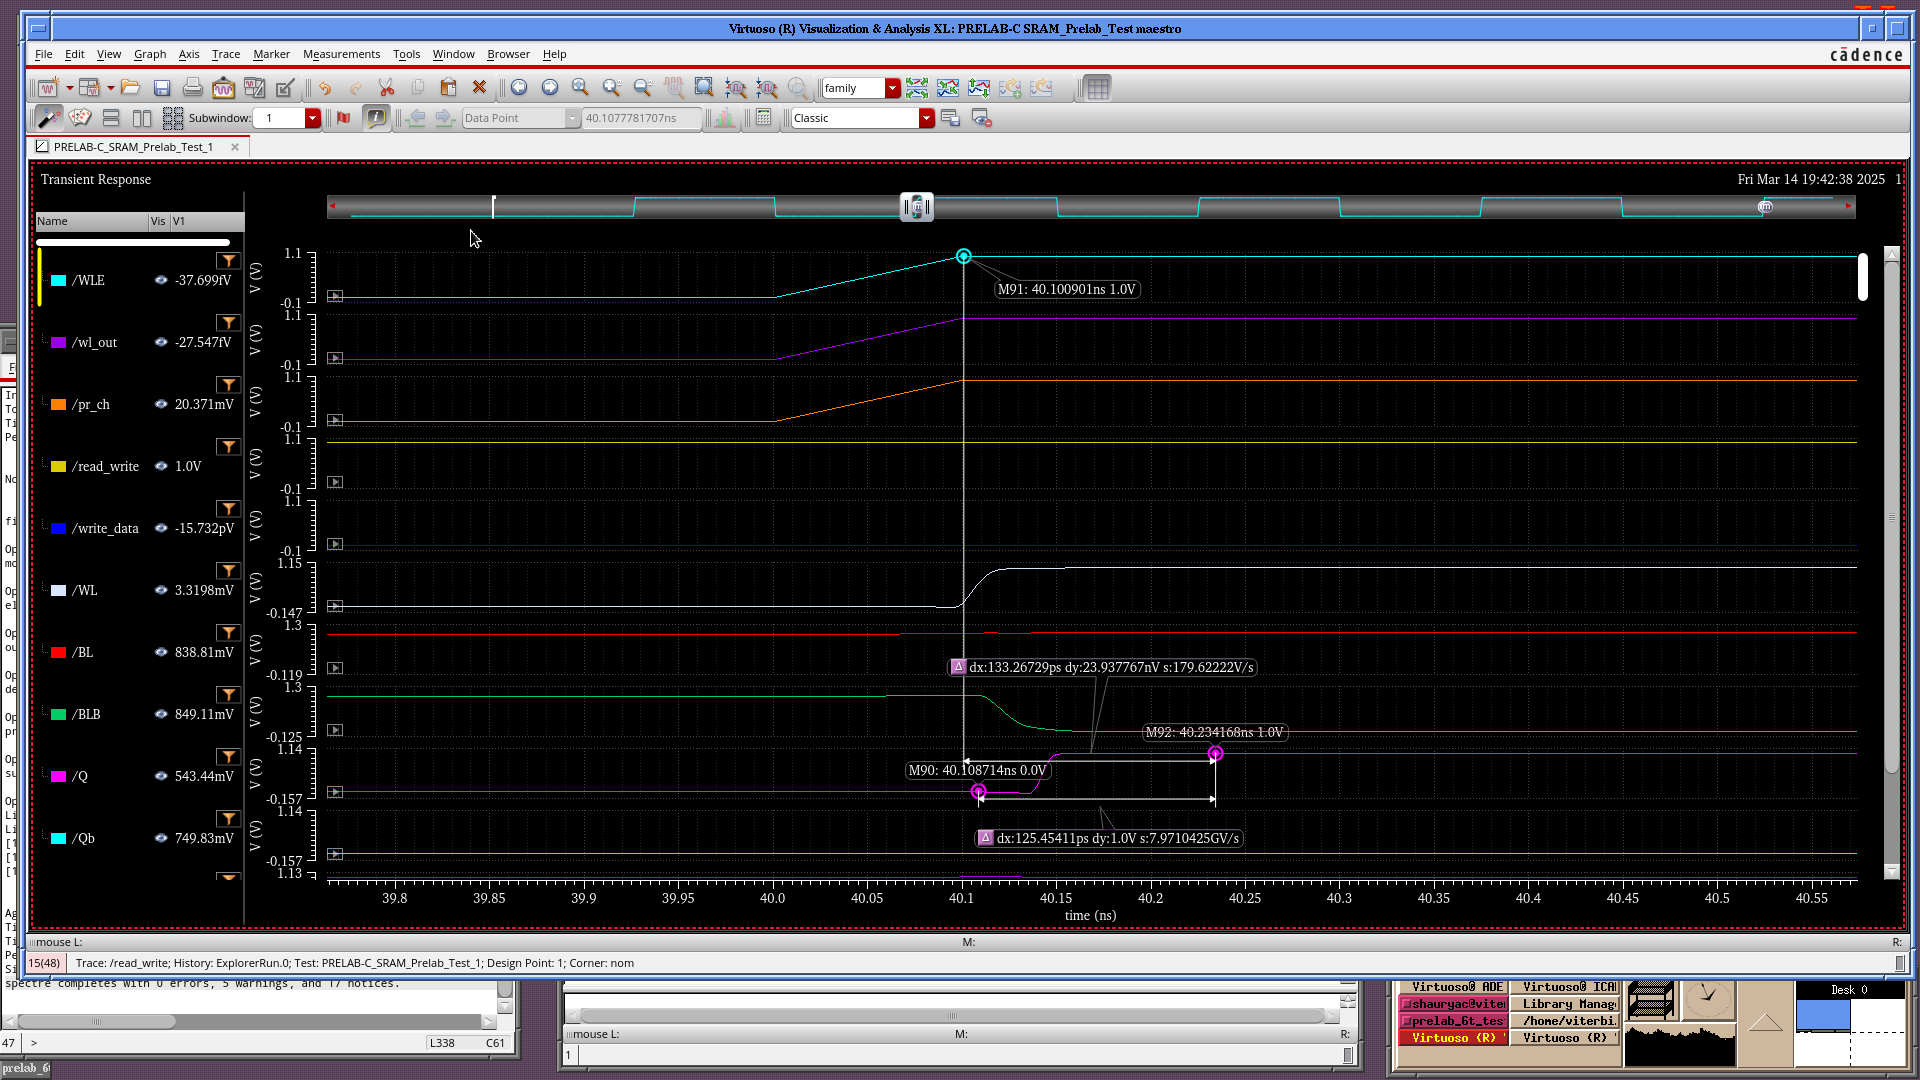 Virtuoso (R) Visualization & Analysis XL: PRELAB-C SRAM_Prelab_Test maestro
File Edit View Graph Axis Trace Marker Measurements Tools Window Browser Help
cādence
family
Subwindow: 1 Data Point 40.1077781707ns Classic
PRELAB-C_SRAM_Prelab_Test_1
Transient Response
Fri Mar 14 19:42:38 2025 1
Name Vis V1
/WLE -37.699fV
/wl_out -27.547fV
/pr_ch 20.371mV
/read_write 1.0V
/write_data -15.732pV
/WL 3.3198mV
/BL 838.81mV
/BLB 849.11mV
/Q 543.44mV
/Qb 749.83mV
V (V) 1.1 -0.1
V (V) 1.1 -0.1
V (V) 1.1 -0.1
V (V) 1.1 -0.1
V (V) 1.1 -0.1
V (V) 1.15 -0.147
V (V) 1.3 -0.119
V (V) 1.3 -0.125
V (V) 1.14 -0.157
V (V) 1.14 -0.157
1.13
M91: 40.100901ns 1.0V
dx:133.26729ps dy:23.937767nV s:179.62222V/s
M92: 40.234168ns 1.0V
M90: 40.108714ns 0.0V
dx:125.45411ps dy:1.0V s:7.9710425GV/s
39.8 39.85 39.9 39.95 40.0 40.05 40.1 40.15 40.2 40.25 40.3 40.35 40.4 40.45 40.5 40.55
time (ns)
mouse L: M: R:
15(48) Trace: /read_write; History: ExplorerRun.0; Test: PRELAB-C_SRAM_Prelab_Test_1; Design Point: 1; Corner: nom
spectre completes with 0 errors, 5 warnings, and 17 notices.
47 > L338 C61
mouse L: M: R:
1
Virtuoso® ADE Virtuoso® ICA
shauryac@viter Library Manag
prelab_6t_tes /home/viterbi.
Virtuoso (R) Virtuoso (R)
Desk 0
prelab_6